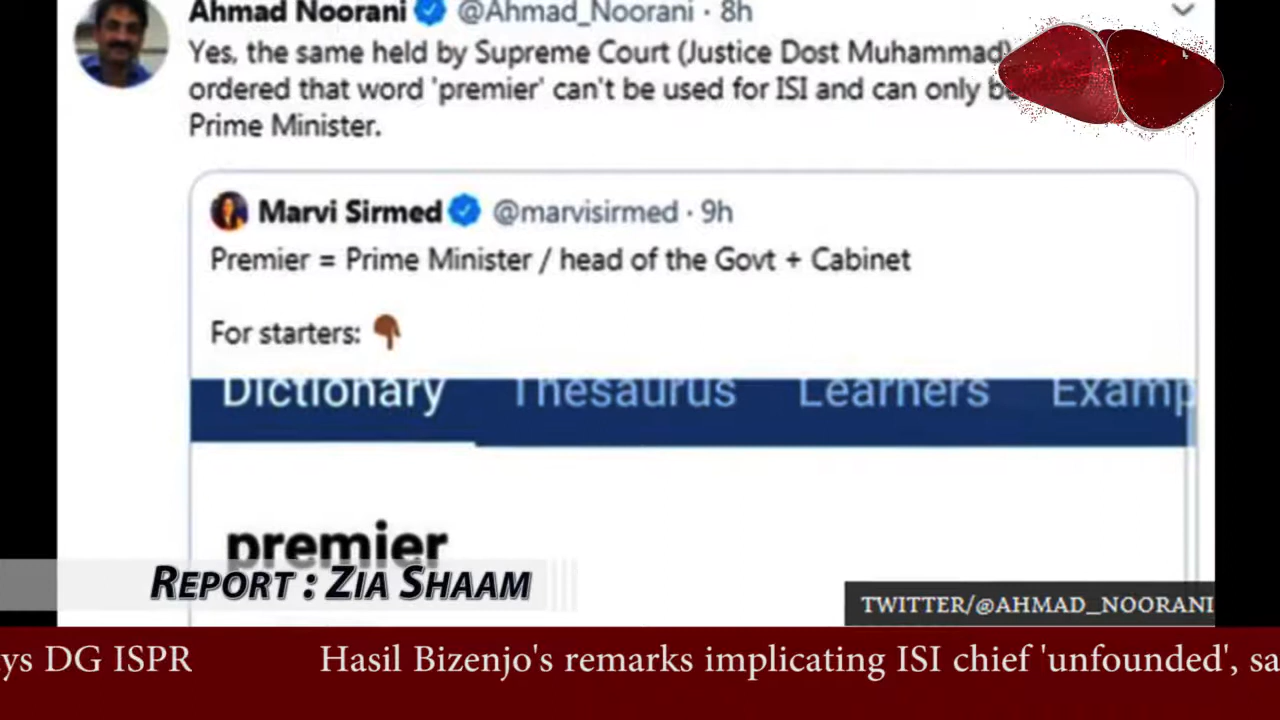 Ahmad Noorani @Ahmad_Noorani · 8h
Yes, the same held by Supreme Court (Justice Dost Muhammad)
ordered that word 'premier' can't be used for ISI and can only be
Prime Minister.
Marvi Sirmed @marvisirmed · 9h
Premier = Prime Minister / head of the Govt + Cabinet
For starters: 👇🏾
Dictionary Thesaurus Learners Examp
premier
REPORT : ZIA SHAAM
TWITTER/@AHMAD_NOORANI
ys DG ISPR Hasil Bizenjo's remarks implicating ISI chief 'unfounded', sa